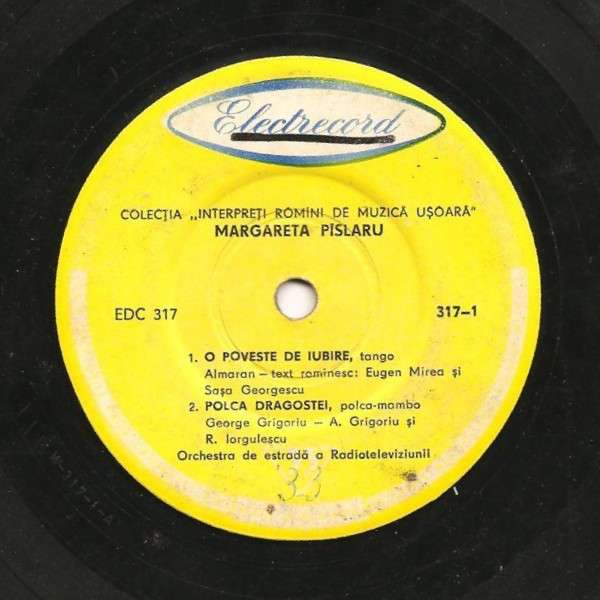 Electrecord
COLECȚIA „INTERPREȚI ROMÎNI DE MUZICĂ UȘOARĂ"
MARGARETA PÎSLARU
EDC 317
317-1
1. O POVESTE DE IUBIRE, tango
Almaran – text romînesc: Eugen Mirea și
Sașa Georgescu
2. POLCA DRAGOSTEI, polca-mambo
George Grigoriu – A. Grigoriu și
R. Iorgulescu
Orchestra de estradă a Radioteleviziunii
33